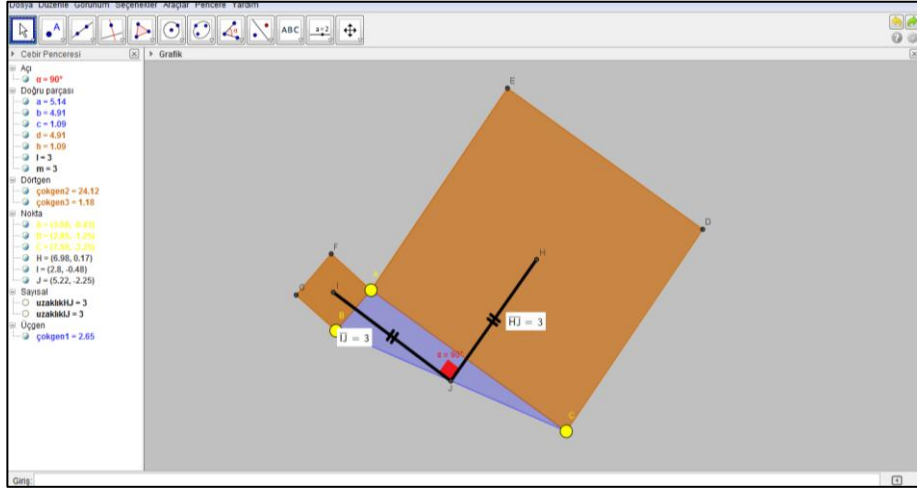 Dosya Düzenle Görünüm Seçenekler Araçlar Pencere Yardım
ABC
a=2
Cebir Penceresi
Grafik
Açı
α = 90°
Doğru parçası
a = 5.14
b = 4.91
c = 1.09
d = 4.91
h = 1.09
l = 3
m = 3
Dörtgen
çokgen2 = 24.12
çokgen3 = 1.18
Nokta
H = (6.98, 0.17)
I = (2.8, -0.48)
J = (5.22, -2.25)
Sayısal
uzaklıkHJ = 3
uzaklıkIJ = 3
Üçgen
çokgen1 = 2.65
E
D
F
H
A
I
G
B
IJ = 3
HJ = 3
α = 90°
J
C
Giriş: